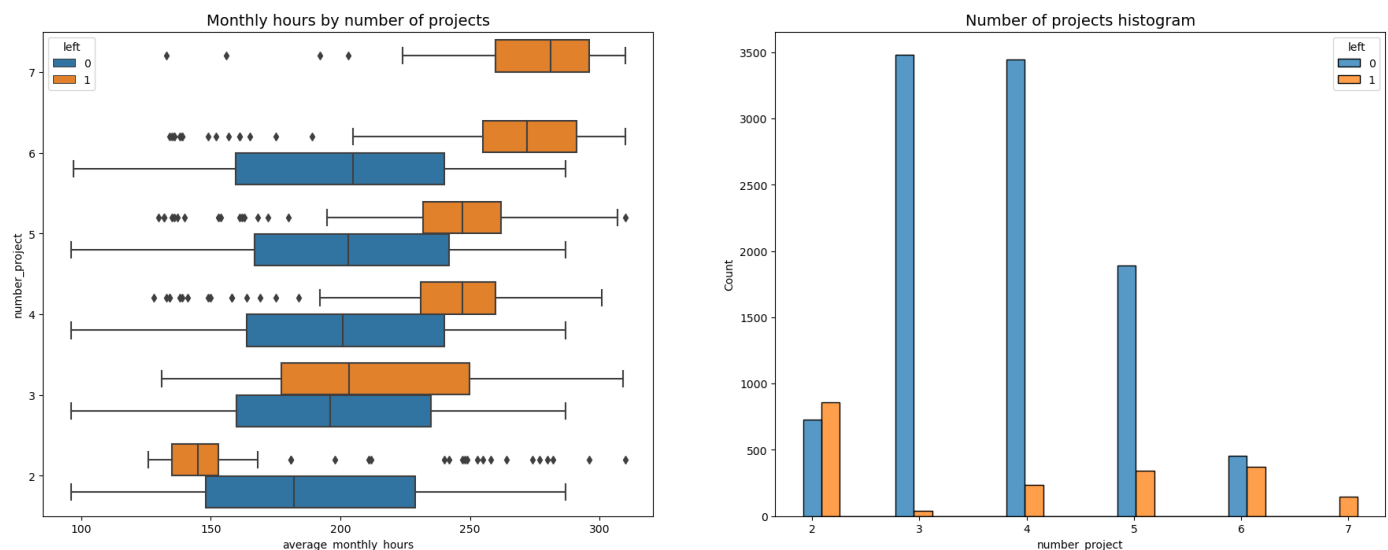 Monthly hours by number of projects
left
0
1
7
6
5
4
3
2
number_project
100 150 200 250 300
average_monthly_hours
Number of projects histogram
left
0
1
3500
3000
2500
2000
1500
1000
500
0
Count
2 3 4 5 6 7
number_project